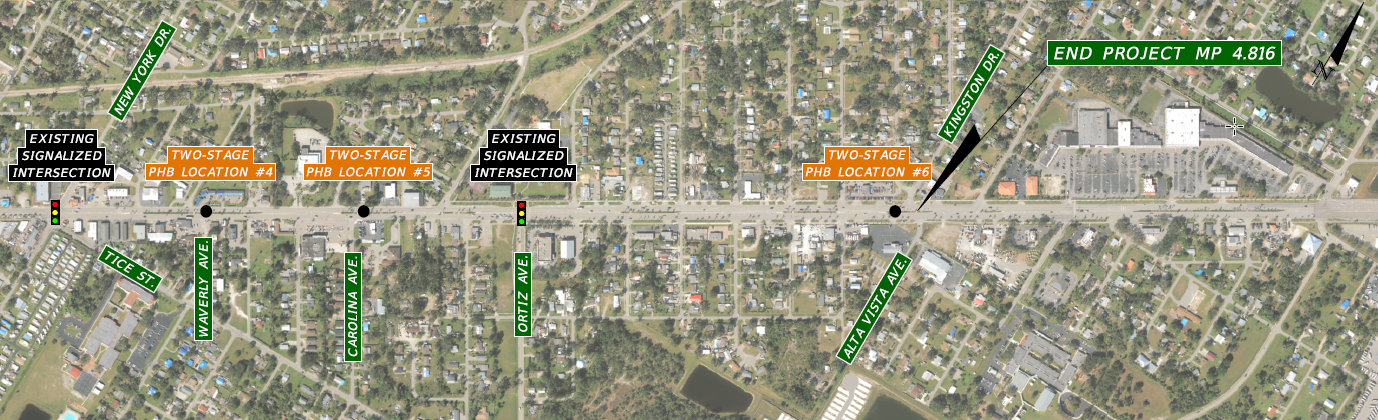 NEW YORK DR.
KINGSTON DR.
END PROJECT MP 4.816
N
EXISTING
SIGNALIZED
INTERSECTION
TWO-STAGE
PHB LOCATION #4
TWO-STAGE
PHB LOCATION #5
EXISTING
SIGNALIZED
INTERSECTION
TWO-STAGE
PHB LOCATION #6
TICE ST.
WAVERLY AVE.
CAROLINA AVE.
ORTIZ AVE.
ALTA VISTA AVE.